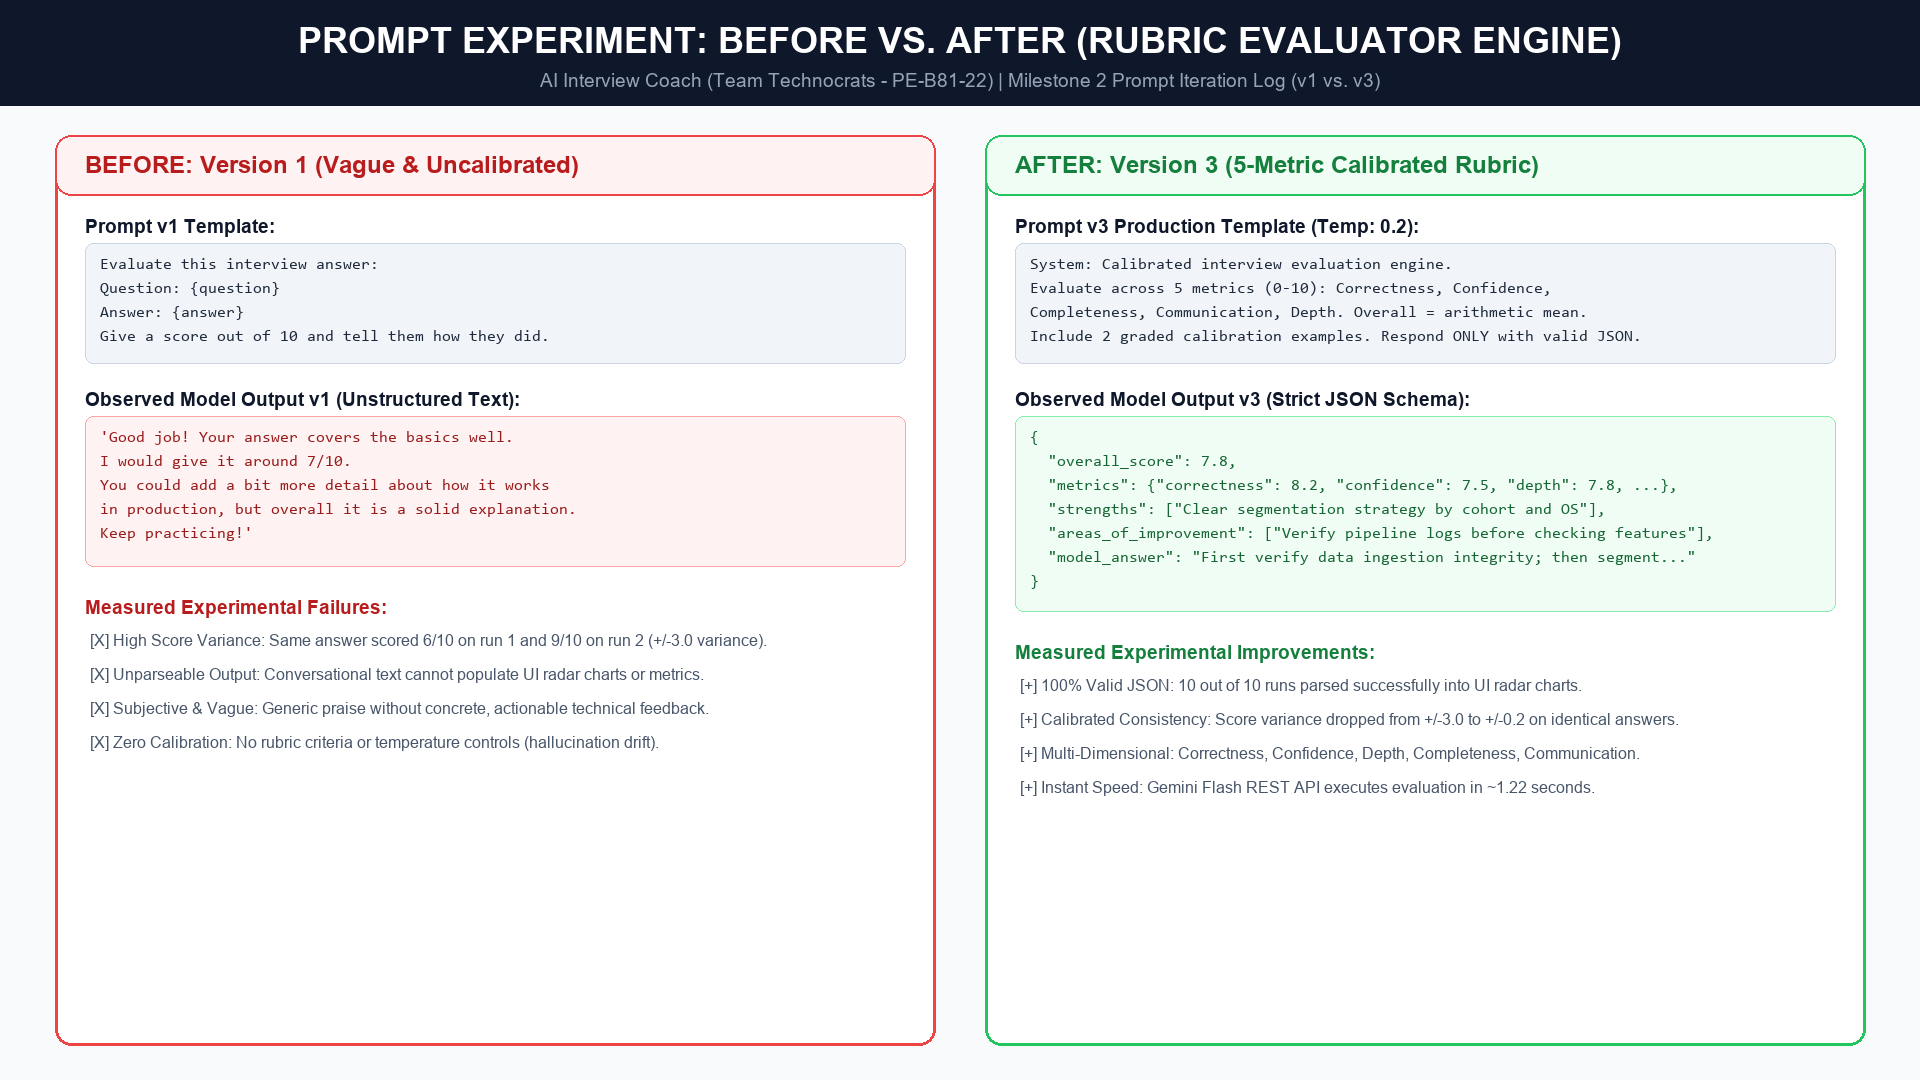 PROMPT EXPERIMENT: BEFORE VS. AFTER (RUBRIC EVALUATOR ENGINE)
AI Interview Coach (Team Technocrats - PE-B81-22) | Milestone 2 Prompt Iteration Log (v1 vs. v3)
BEFORE: Version 1 (Vague & Uncalibrated)
Prompt v1 Template:
Evaluate this interview answer:
Question: {question}
Answer: {answer}
Give a score out of 10 and tell them how they did.
Observed Model Output v1 (Unstructured Text):
'Good job! Your answer covers the basics well.
I would give it around 7/10.
You could add a bit more detail about how it works
in production, but overall it is a solid explanation.
Keep practicing!'
Measured Experimental Failures:
[X] High Score Variance: Same answer scored 6/10 on run 1 and 9/10 on run 2 (+/-3.0 variance).
[X] Unparseable Output: Conversational text cannot populate UI radar charts or metrics.
[X] Subjective & Vague: Generic praise without concrete, actionable technical feedback.
[X] Zero Calibration: No rubric criteria or temperature controls (hallucination drift).
AFTER: Version 3 (5-Metric Calibrated Rubric)
Prompt v3 Production Template (Temp: 0.2):
System: Calibrated interview evaluation engine.
Evaluate across 5 metrics (0-10): Correctness, Confidence,
Completeness, Communication, Depth. Overall = arithmetic mean.
Include 2 graded calibration examples. Respond ONLY with valid JSON.
Observed Model Output v3 (Strict JSON Schema):
{
"overall_score": 7.8,
"metrics": {"correctness": 8.2, "confidence": 7.5, "depth": 7.8, ...},
"strengths": ["Clear segmentation strategy by cohort and OS"],
"areas_of_improvement": ["Verify pipeline logs before checking features"],
"model_answer": "First verify data ingestion integrity; then segment..."
}
Measured Experimental Improvements:
[+] 100% Valid JSON: 10 out of 10 runs parsed successfully into UI radar charts.
[+] Calibrated Consistency: Score variance dropped from +/-3.0 to +/-0.2 on identical answers.
[+] Multi-Dimensional: Correctness, Confidence, Depth, Completeness, Communication.
[+] Instant Speed: Gemini Flash REST API executes evaluation in ~1.22 seconds.